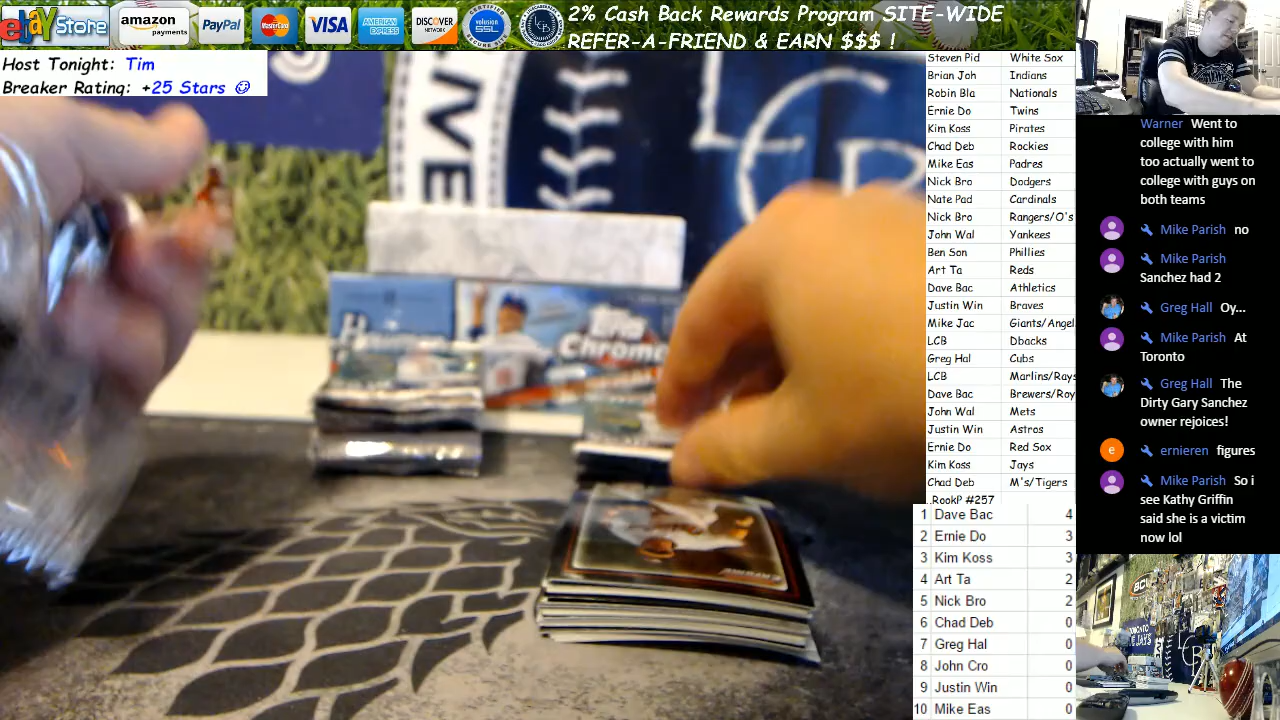 ebay Store
amazon payments
PayPal
MasterCard
VISA
AMERICAN EXPRESS
DISCOVER NETWORK
volusion SSL
LCB
2% Cash Back Rewards Program SITE-WIDE
REFER-A-FRIEND & EARN $$$ !
Host Tonight: Tim
Breaker Rating: +25 Stars ☺
Topps
Chrome
Steven Pid White Sox
Brian Joh Indians
Robin Bla Nationals
Ernie Do Twins
Kim Koss Pirates
Chad Deb Rockies
Mike Eas Padres
Nick Bro Dodgers
Nate Pad Cardinals
Nick Bro Rangers/O's
John Wal Yankees
Ben Son Phillies
Art Ta Reds
Dave Bac Athletics
Justin Win Braves
Mike Jac Giants/Angel
LCB Dbacks
Greg Hal Cubs
LCB Marlins/Rays
Dave Bac Brewers/Roy
John Wal Mets
Justin Win Astros
Ernie Do Red Sox
Kim Koss Jays
Chad Deb M's/Tigers
RookP #257
1 Dave Bac 4
2 Ernie Do 3
3 Kim Koss 3
4 Art Ta 2
5 Nick Bro 2
6 Chad Deb 0
7 Greg Hal 0
8 John Cro 0
9 Justin Win 0
10 Mike Eas 0
Warner Went to
college with him
too actually went to
college with guys on
both teams
Mike Parish no
Mike Parish
Sanchez had 2
Greg Hall Oy...
Mike Parish At
Toronto
Greg Hall The
Dirty Gary Sanchez
owner rejoices!
e ernieren figures
Mike Parish So i
see Kathy Griffin
said she is a victim
now lol